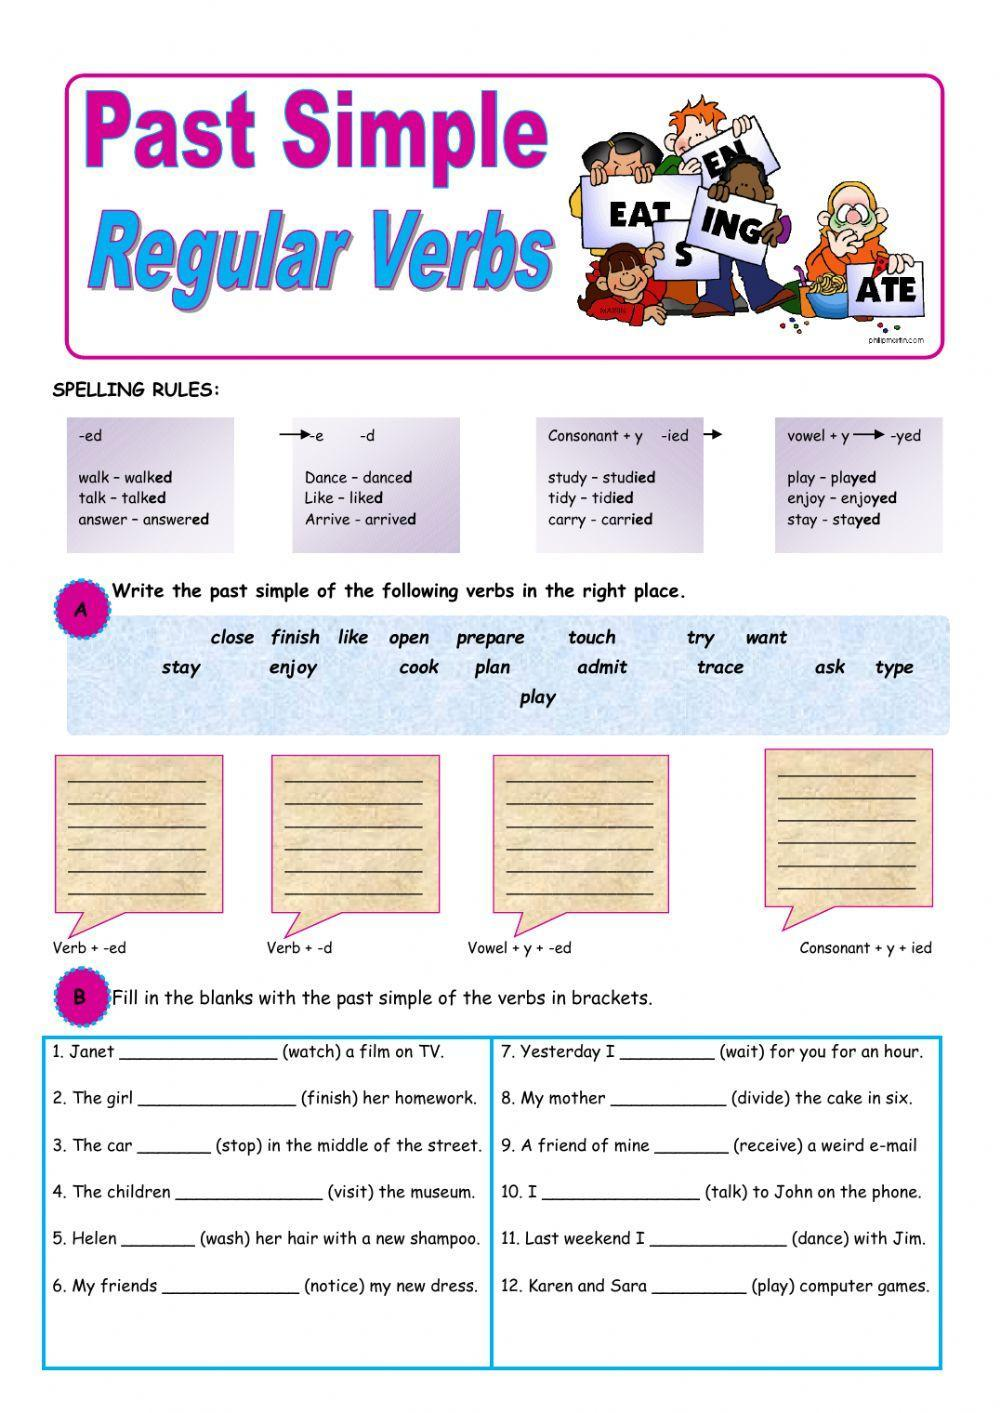 Past Simple
Regular Verbs
EN
EAT
S
ING
ATE
MARTIN
philipmartin.com
SPELLING RULES:
-ed
walk – walked
talk – talked
answer – answered
-e -d
Dance – danced
Like – liked
Arrive - arrived
Consonant + y -ied
study – studied
tidy – tidied
carry - carried
vowel + y -yed
play – played
enjoy – enjoyed
stay - stayed
A
Write the past simple of the following verbs in the right place.
close finish like open prepare touch try want
stay enjoy cook plan admit trace ask type
play
Verb + -ed
Verb + -d
Vowel + y + -ed
Consonant + y + ied
B
Fill in the blanks with the past simple of the verbs in brackets.
1. Janet _______________ (watch) a film on TV.
2. The girl _______________ (finish) her homework.
3. The car _______ (stop) in the middle of the street.
4. The children ______________ (visit) the museum.
5. Helen _______ (wash) her hair with a new shampoo.
6. My friends _____________ (notice) my new dress.
7. Yesterday I _________ (wait) for you for an hour.
8. My mother ___________ (divide) the cake in six.
9. A friend of mine _______ (receive) a weird e-mail
10. I _______________ (talk) to John on the phone.
11. Last weekend I _____________ (dance) with Jim.
12. Karen and Sara _________ (play) computer games.